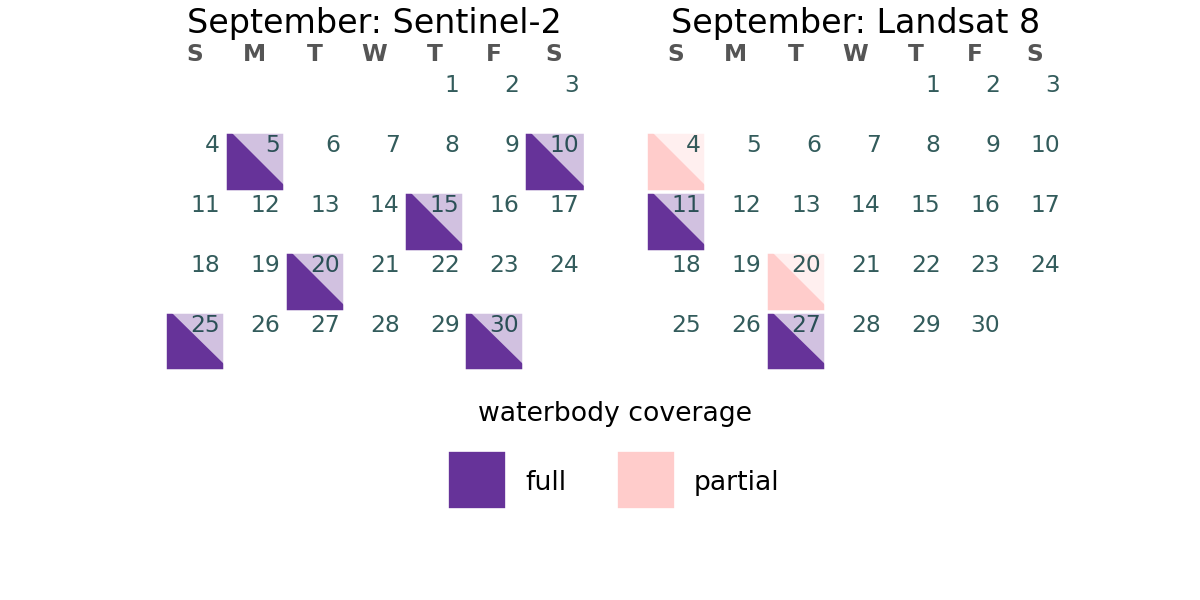 September: Sentinel-2
S M T W T F S
1 2 3
4 5 6 7 8 9 10
11 12 13 14 15 16 17
18 19 20 21 22 23 24
25 26 27 28 29 30
September: Landsat 8
S M T W T F S
1 2 3
4 5 6 7 8 9 10
11 12 13 14 15 16 17
18 19 20 21 22 23 24
25 26 27 28 29 30
waterbody coverage
full partial